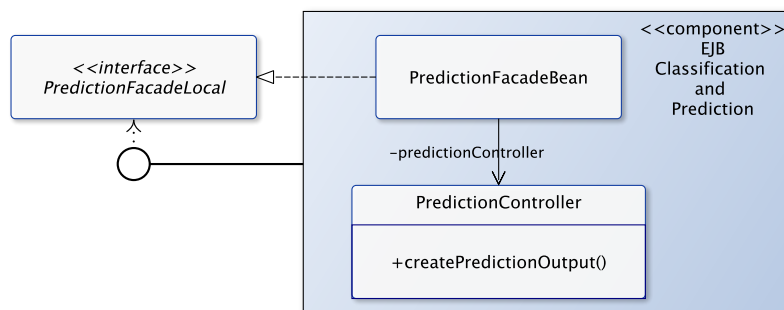 <<interface>>
PredictionFacadeLocal
PredictionFacadeBean
<<component>>
EJB
Classification
and
Prediction
-predictionController
PredictionController
+createPredictionOutput()